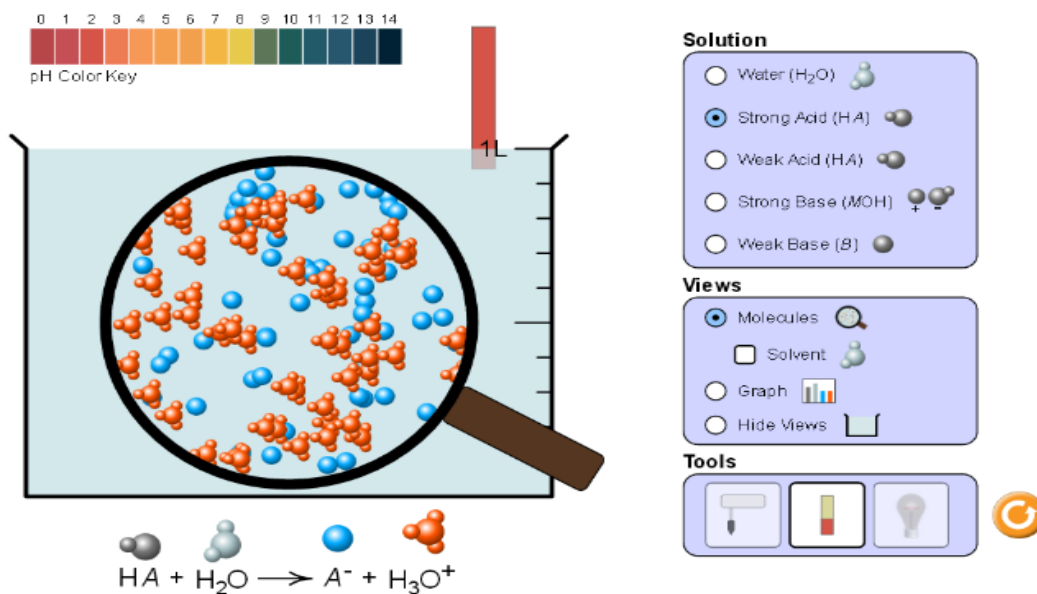 0 1 2 3 4 5 6 7 8 9 10 11 12 13 14
pH Color Key
1L
HA + H₂O ⟶ A⁻ + H₃O⁺
Solution
Water (H₂O)
Strong Acid (HA)
Weak Acid (HA)
Strong Base (MOH)
+ -
Weak Base (B)
Views
Molecules
Solvent
Graph
Hide Views
Tools